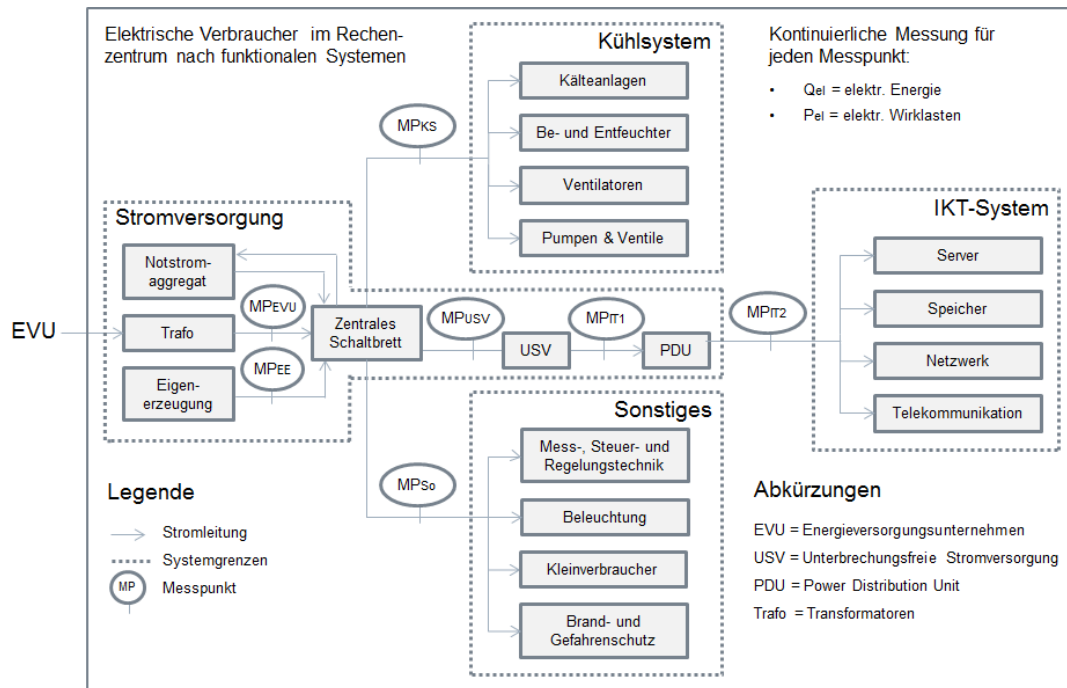 Elektrische Verbraucher im Rechen-
zentrum nach funktionalen Systemen
Kühlsystem
Kälteanlagen
Be- und Entfeuchter
Ventilatoren
Pumpen & Ventile
Kontinuierliche Messung für
jeden Messpunkt:
• Qel = elektr. Energie
• Pel = elektr. Wirklasten
MPKS
Stromversorgung
Notstrom-
aggregat
EVU
Trafo
Eigen-
erzeugung
MPEVU
MPEE
Zentrales
Schaltbrett
MPUSV
USV
MPIT1
PDU
MPIT2
IKT-System
Server
Speicher
Netzwerk
Telekommunikation
MPSo
Sonstiges
Mess-, Steuer- und
Regelungstechnik
Beleuchtung
Kleinverbraucher
Brand- und
Gefahrenschutz
Legende
Stromleitung
Systemgrenzen
MP Messpunkt
Abkürzungen
EVU = Energieversorgungsunternehmen
USV = Unterbrechungsfreie Stromversorgung
PDU = Power Distribution Unit
Trafo = Transformatoren